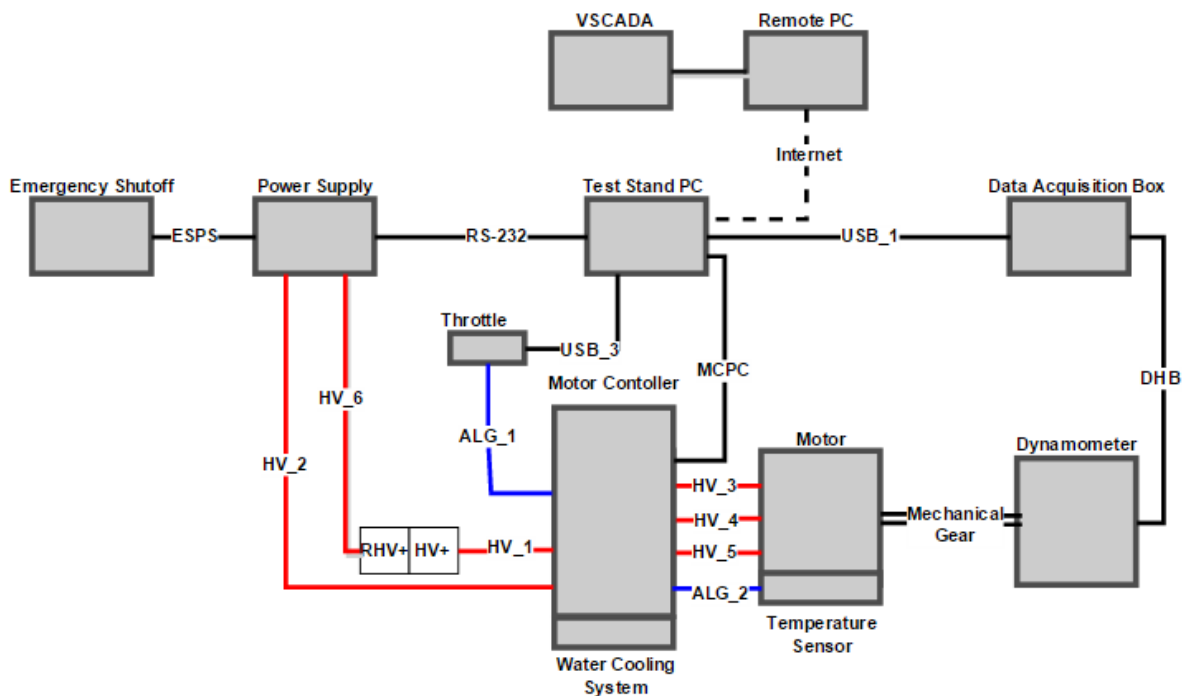 VSCADA
Remote PC
Internet
Emergency Shutoff
Power Supply
Test Stand PC
Data Acquisition Box
ESPS
RS-232
USB_1
Throttle
USB_3
MCPC
DHB
Motor Contoller
HV_6
ALG_1
HV_2
Motor
Dynamometer
HV_3
HV_4
HV_5
Mechanical
Gear
RHV+
HV+
HV_1
ALG_2
Temperature
Sensor
Water Cooling
System